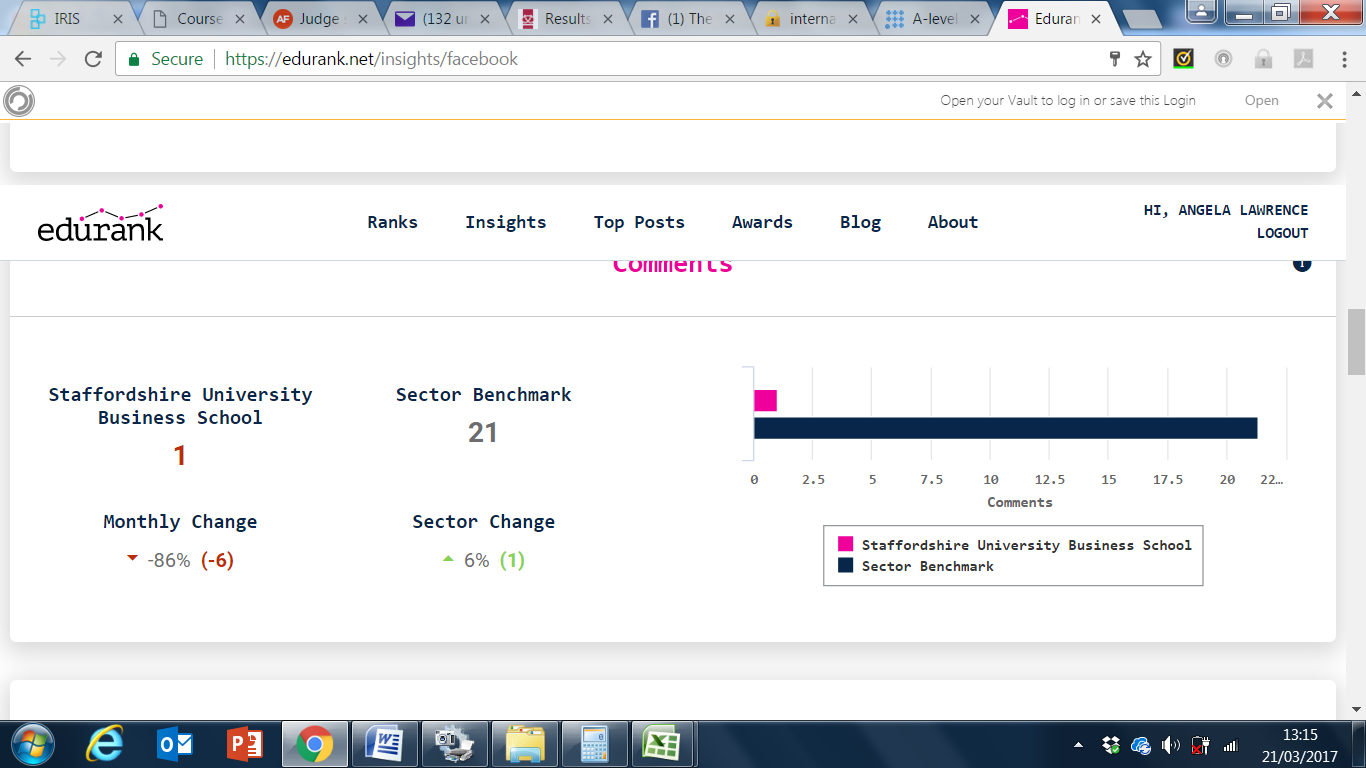 IRIS
Course
AF Judge
(132 u
Results
(1) The
interna
A-level
Eduran
Secure https://edurank.net/insights/facebook
Open your Vault to log in or save this Login Open
edurank
Ranks Insights Top Posts Awards Blog About
HI, ANGELA LAWRENCE
LOGOUT
Comments
Staffordshire University
Business School
1
Sector Benchmark
21
Monthly Change
-86% (-6)
Sector Change
6% (1)
0 2.5 5 7.5 10 12.5 15 17.5 20 22…
Comments
Staffordshire University Business School
Sector Benchmark
13:15
21/03/2017